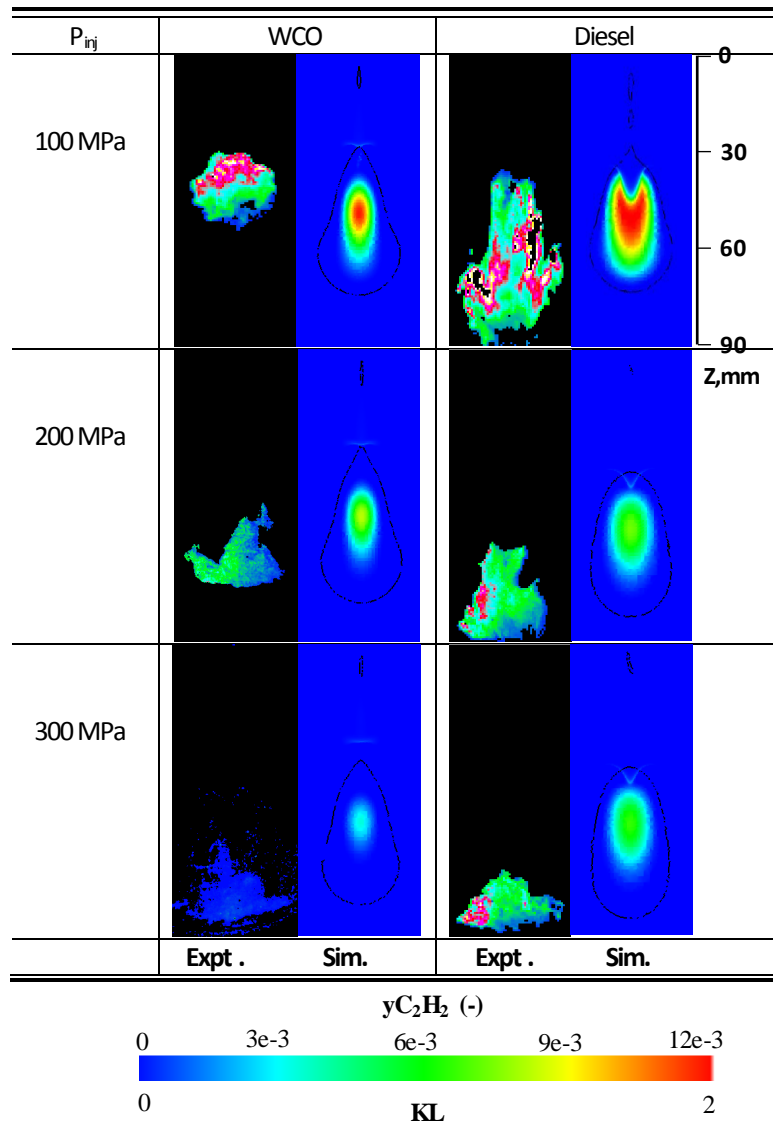 P_inj WCO Diesel
0
100 MPa
30
60
90
Z,mm
200 MPa
300 MPa
Expt . Sim. Expt . Sim.
yC₂H₂ (-)
0 3e-3 6e-3 9e-3 12e-3
0 2
KL